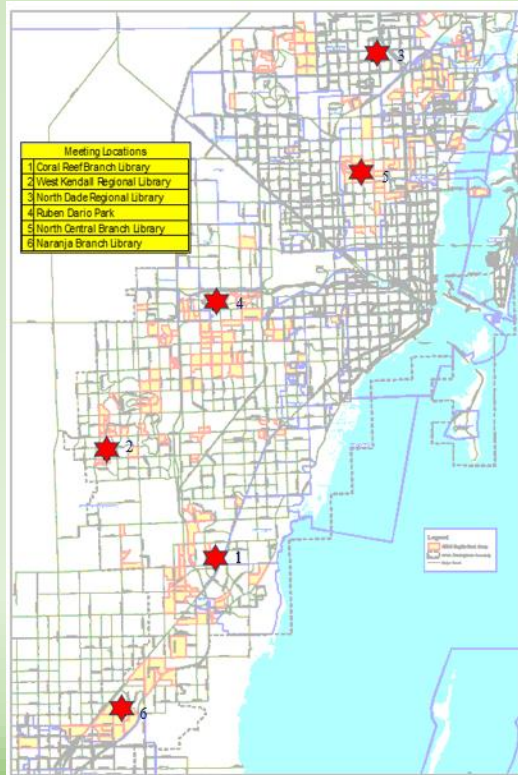 3
Meeting Locations
1 Coral Reef Branch Library
2 West Kendall Regional Library
3 North Dade Regional Library
4 Ruben Dario Park
5 North Central Branch Library
6 Naranja Branch Library
5
4
2
Legend
1
6